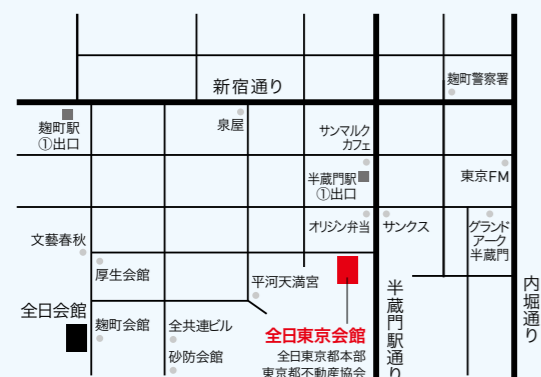 新宿通り
麹町警察署
麹町駅
①出口
泉屋
サンマルク
カフェ
半蔵門駅
①出口
東京FM
オリジン弁当
サンクス
グランド
アーク
半蔵門
文藝春秋
厚生会館
平河天満宮
半蔵門駅通り
内堀通り
全日会館
麹町会館
全共連ビル
砂防会館
全日東京会館
全日東京都本部
東京都不動産協会